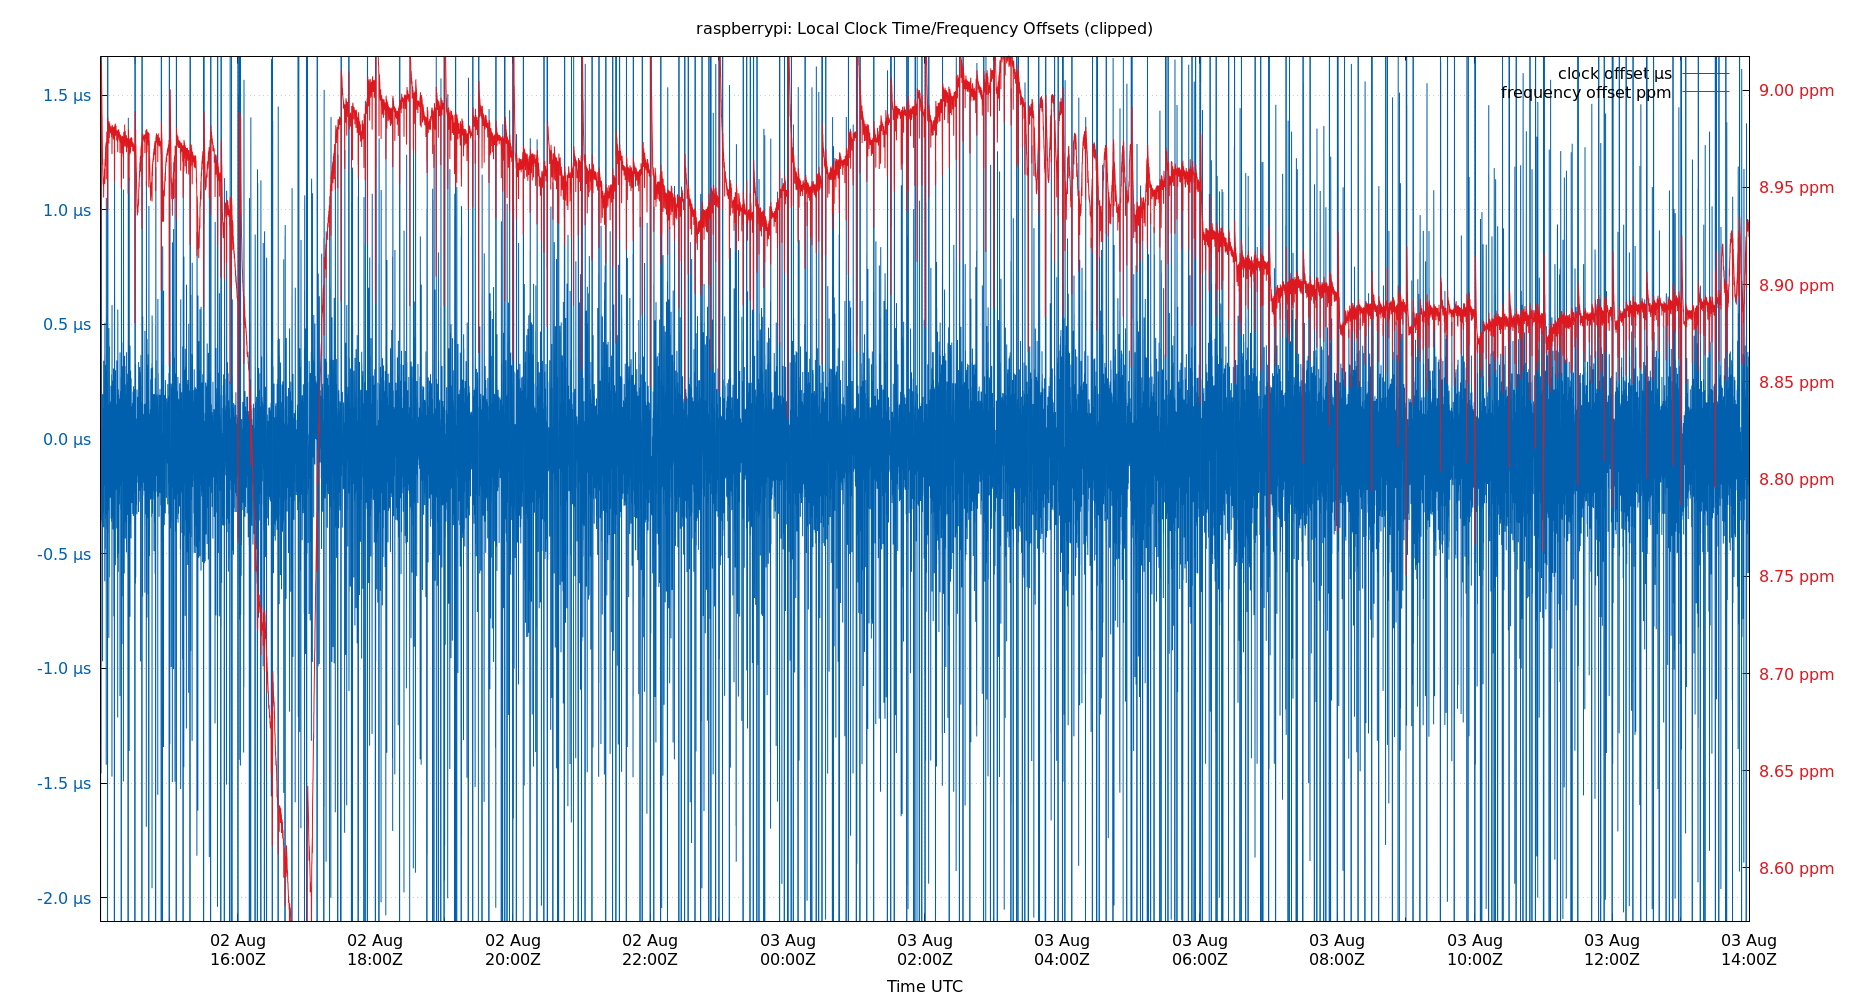 raspberrypi: Local Clock Time/Frequency Offsets (clipped)
clock offset µs
frequency offset ppm
1.5 µs
1.0 µs
0.5 µs
0.0 µs
-0.5 µs
-1.0 µs
-1.5 µs
-2.0 µs
9.00 ppm
8.95 ppm
8.90 ppm
8.85 ppm
8.80 ppm
8.75 ppm
8.70 ppm
8.65 ppm
8.60 ppm
02 Aug 02 Aug 02 Aug 02 Aug 03 Aug 03 Aug 03 Aug 03 Aug 03 Aug 03 Aug 03 Aug 03 Aug
16:00Z 18:00Z 20:00Z 22:00Z 00:00Z 02:00Z 04:00Z 06:00Z 08:00Z 10:00Z 12:00Z 14:00Z
Time UTC